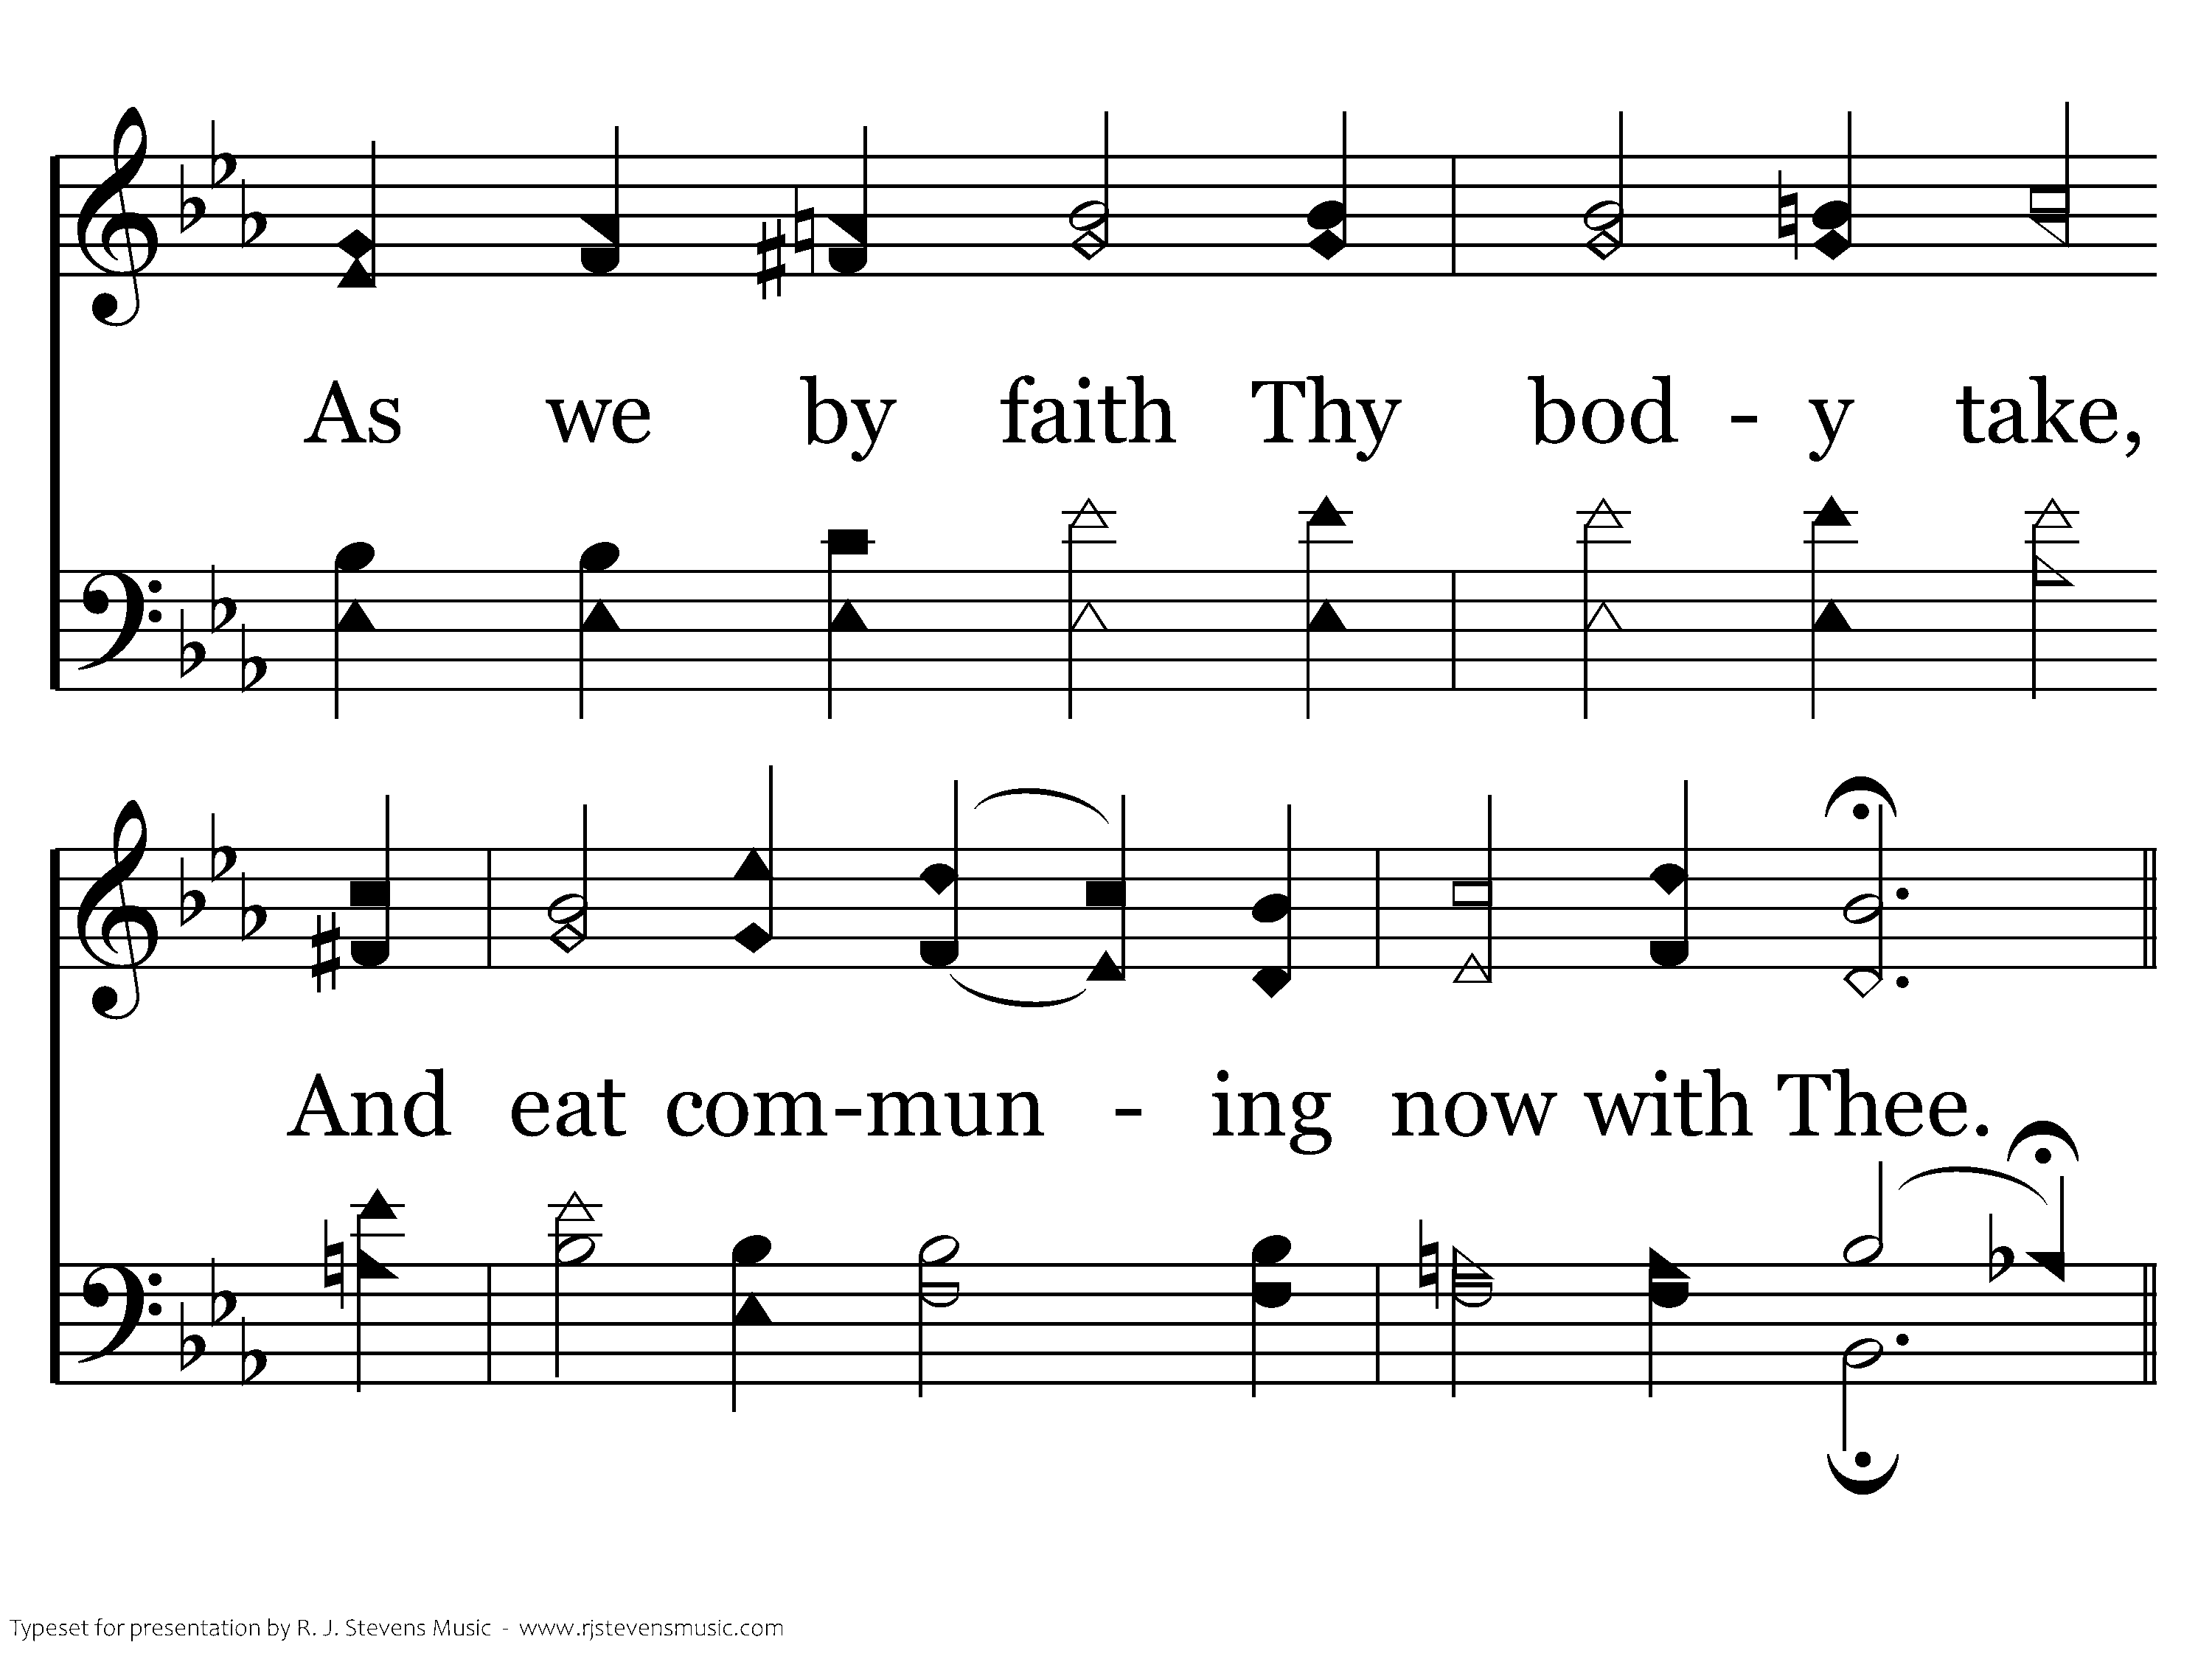 As we by faith Thy bod - y take,
And eat com-mun - ing now with Thee.
Typeset for presentation by R. J. Stevens Music - www.rjstevensmusic.com